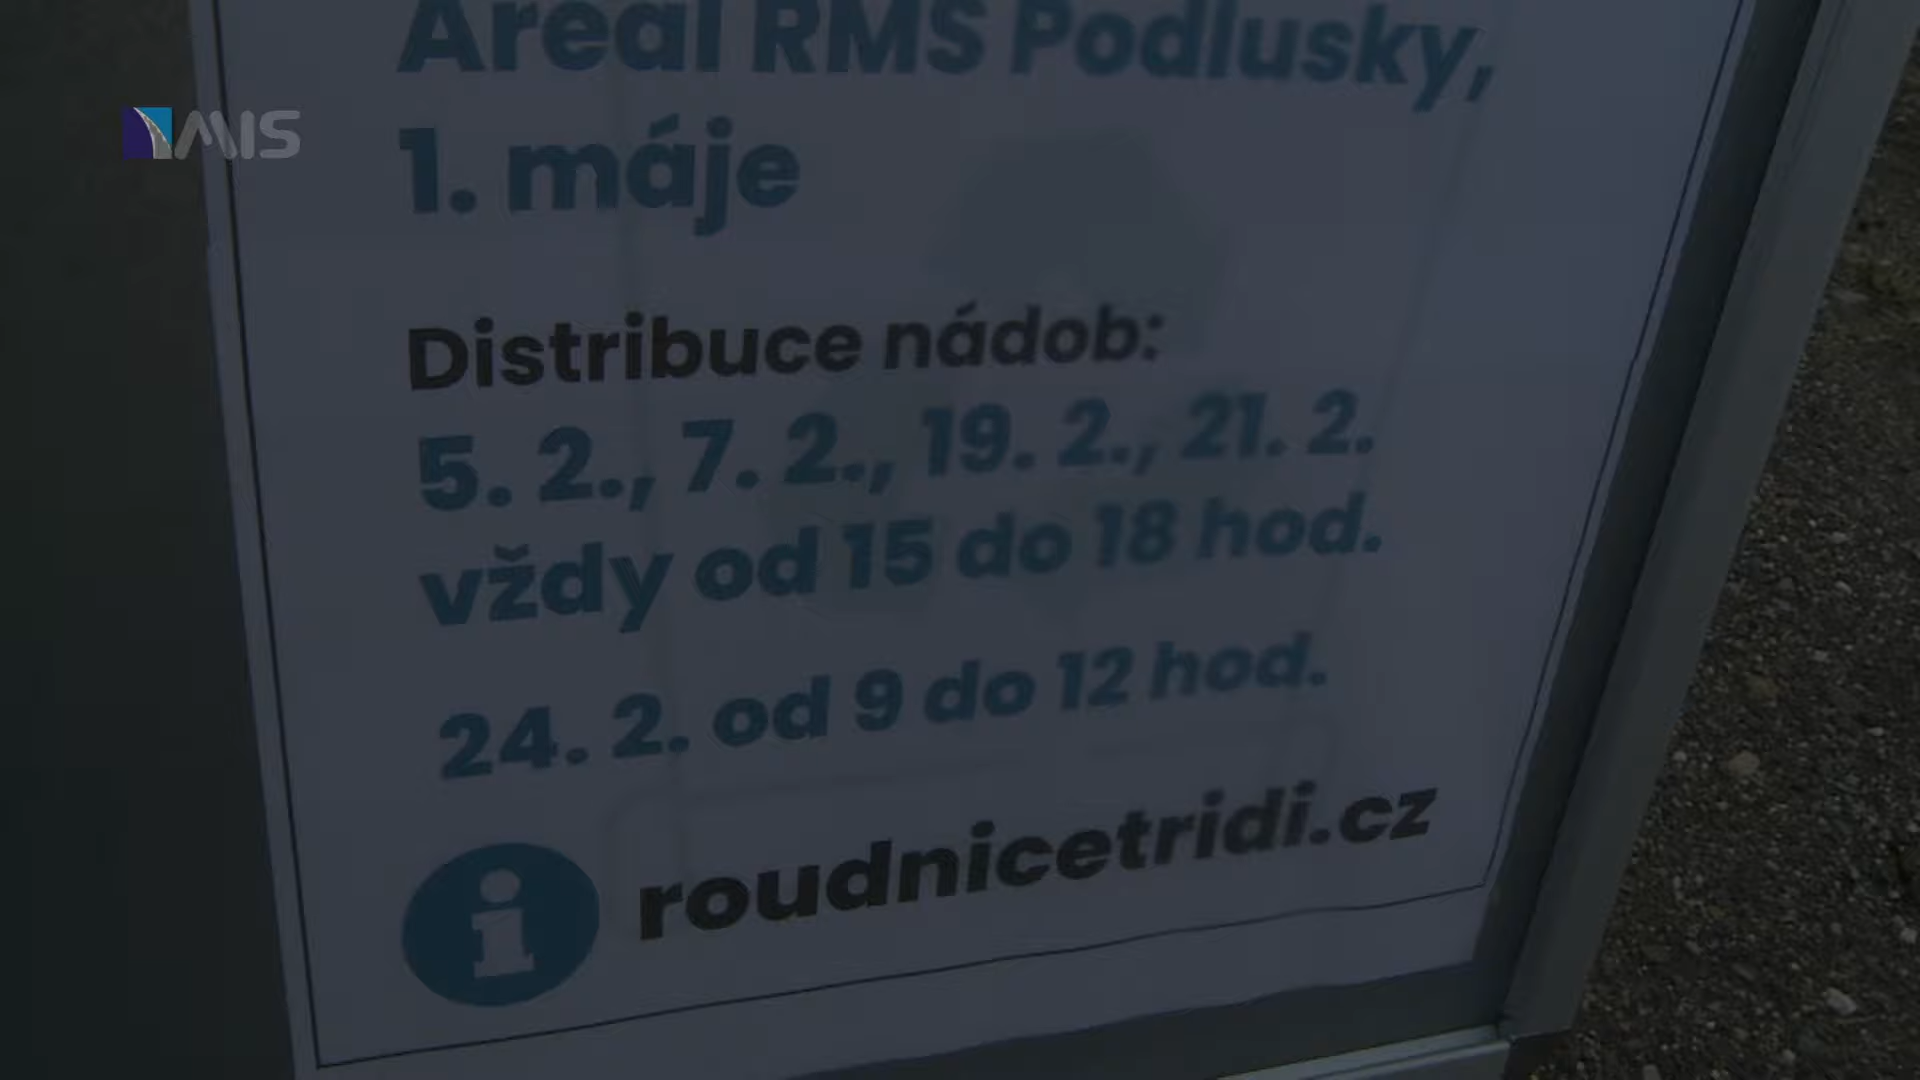 Areál RMS Podlusky,
MIS
1. máje
Distribuce nádob:
5. 2., 7. 2., 19. 2., 21. 2.
vždy od 15 do 18 hod.
24. 2. od 9 do 12 hod.
i roudnicetridi.cz